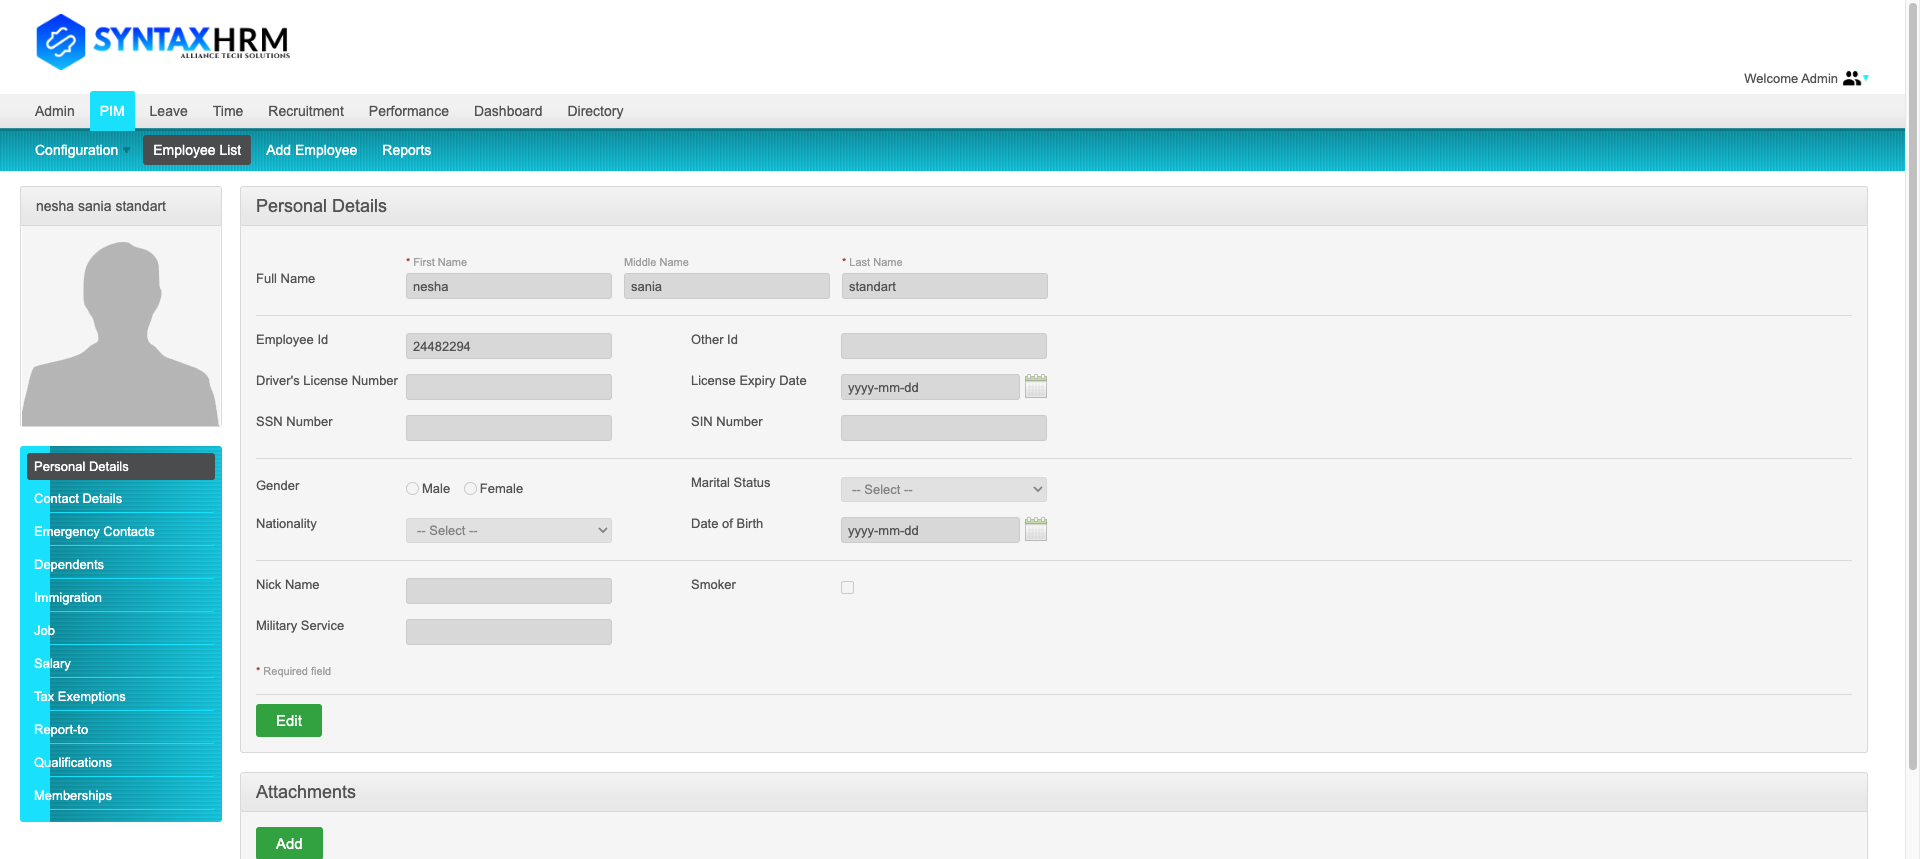 SYNTAXHRM
ALLIANCE TECH SOLUTIONS
Welcome Admin
Admin PIM Leave Time Recruitment Performance Dashboard Directory
Configuration Employee List Add Employee Reports
nesha sania standart
Personal Details
Contact Details
Emergency Contacts
Dependents
Immigration
Job
Salary
Tax Exemptions
Report-to
Qualifications
Memberships
Personal Details
* First Name Middle Name * Last Name
Full Name nesha sania standart
Employee Id 24482294 Other Id
Driver's License Number License Expiry Date yyyy-mm-dd
SSN Number SIN Number
Gender Male Female Marital Status -- Select --
Nationality -- Select -- Date of Birth yyyy-mm-dd
Nick Name Smoker
Military Service
* Required field
Edit
Attachments
Add